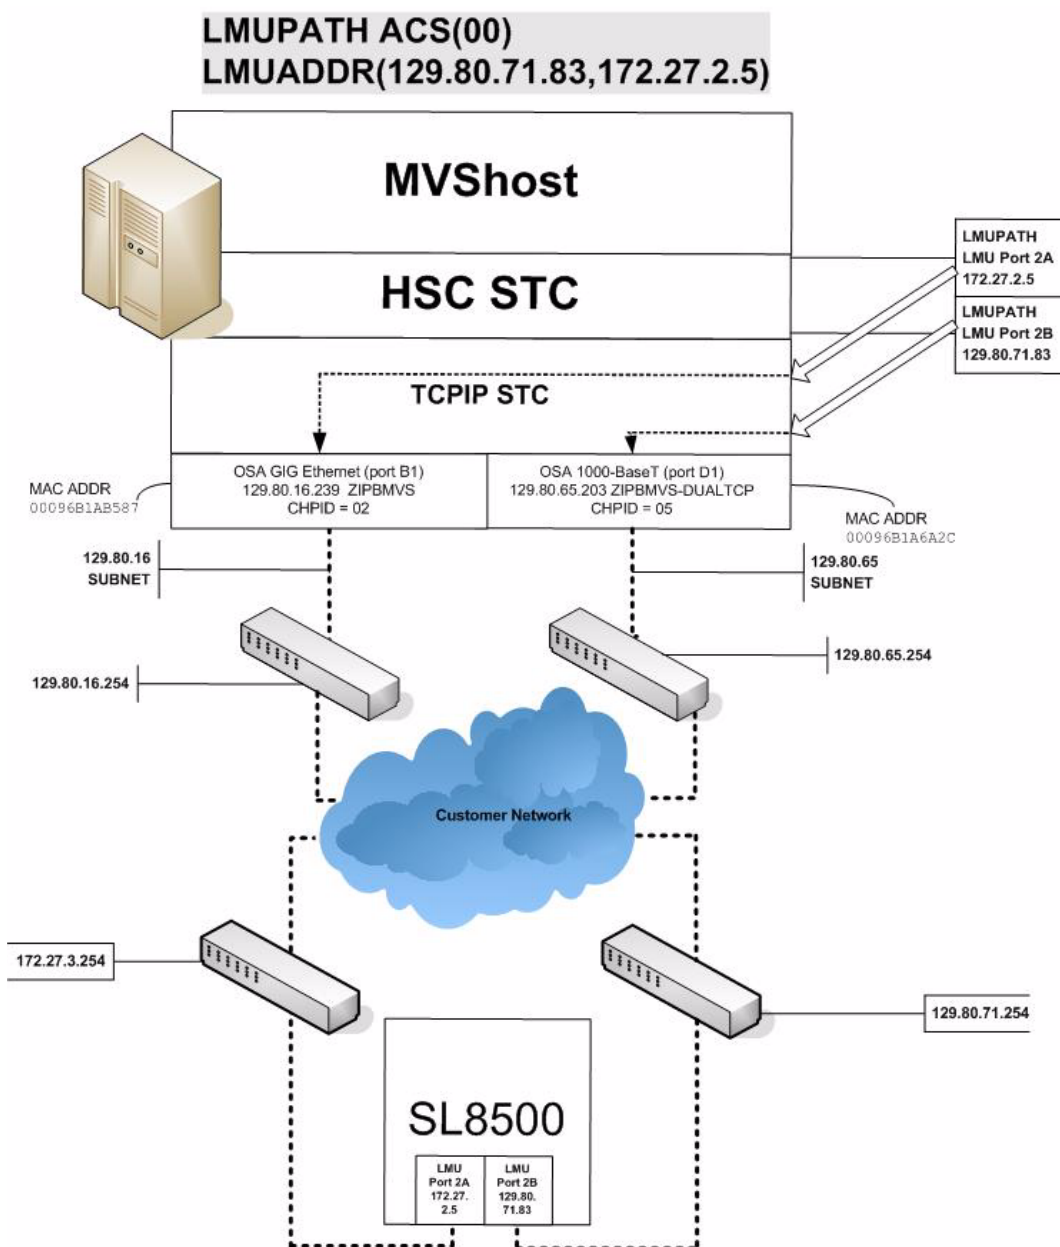 LMUPATH ACS(00)
LMUADDR(129.80.71.83,172.27.2.5)
MVShost
HSC STC
LMUPATH
LMU Port 2A
172.27.2.5
LMUPATH
LMU Port 2B
129.80.71.83
TCPIP STC
OSA GIG Ethernet (port B1)
129.80.16.239 ZIPBMVS
CHPID = 02
OSA 1000-BaseT (port D1)
129.80.65.203 ZIPBMVS-DUALTCP
CHPID = 05
MAC ADDR
00096B1AB587
MAC ADDR
00096B1A6A2C
129.80.16
SUBNET
129.80.65
SUBNET
129.80.16.254
129.80.65.254
Customer Network
172.27.3.254
129.80.71.254
SL8500
LMU
Port 2A
172.27.
2.5
LMU
Port 2B
129.80.
71.83